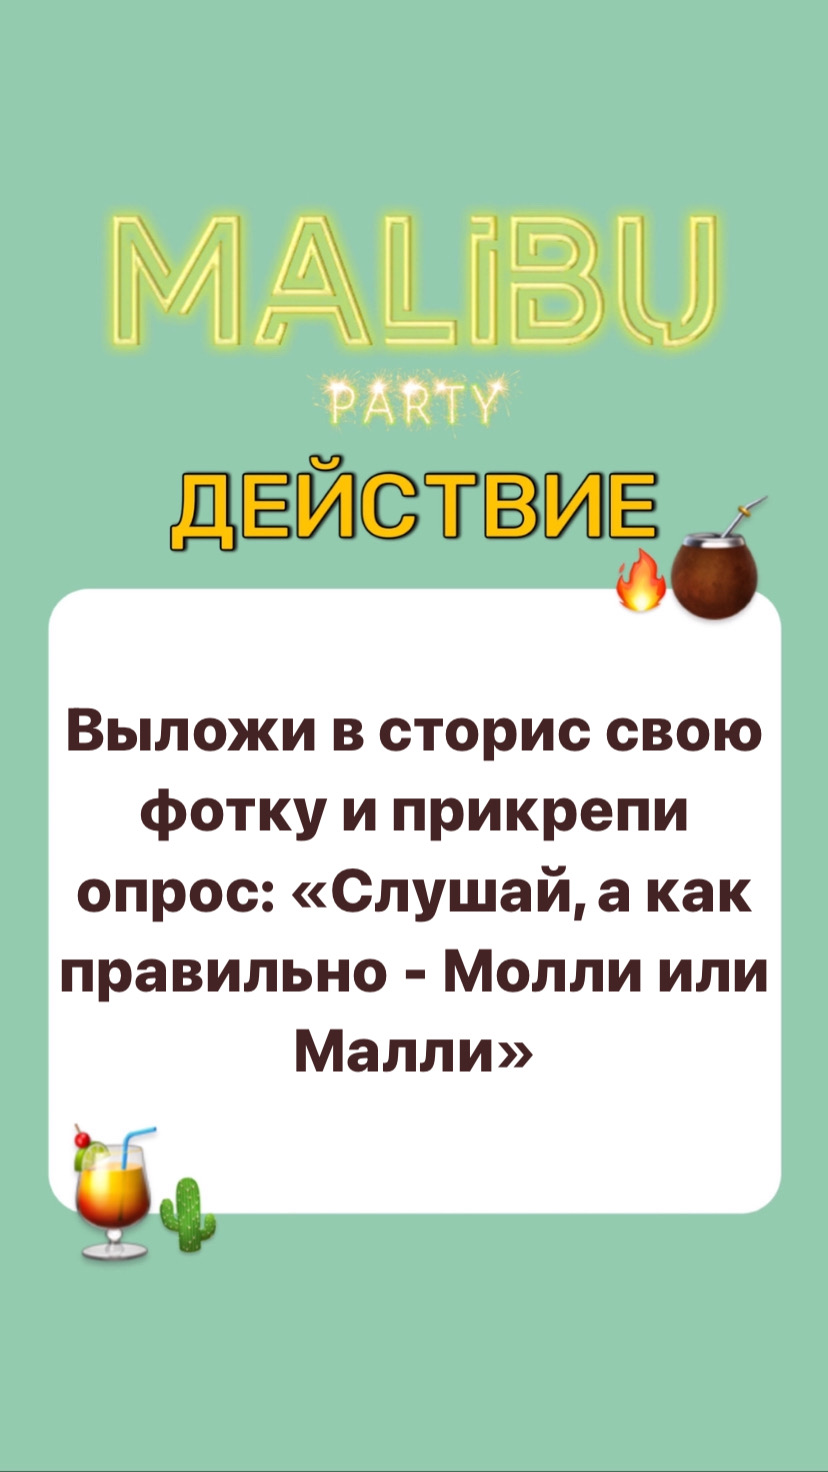 MALIBU
PARTY
ДЕЙСТВИЕ
Выложи в сторис свою
фотку и прикрепи
опрос: «Слушай, а как
правильно - Молли или
Малли»